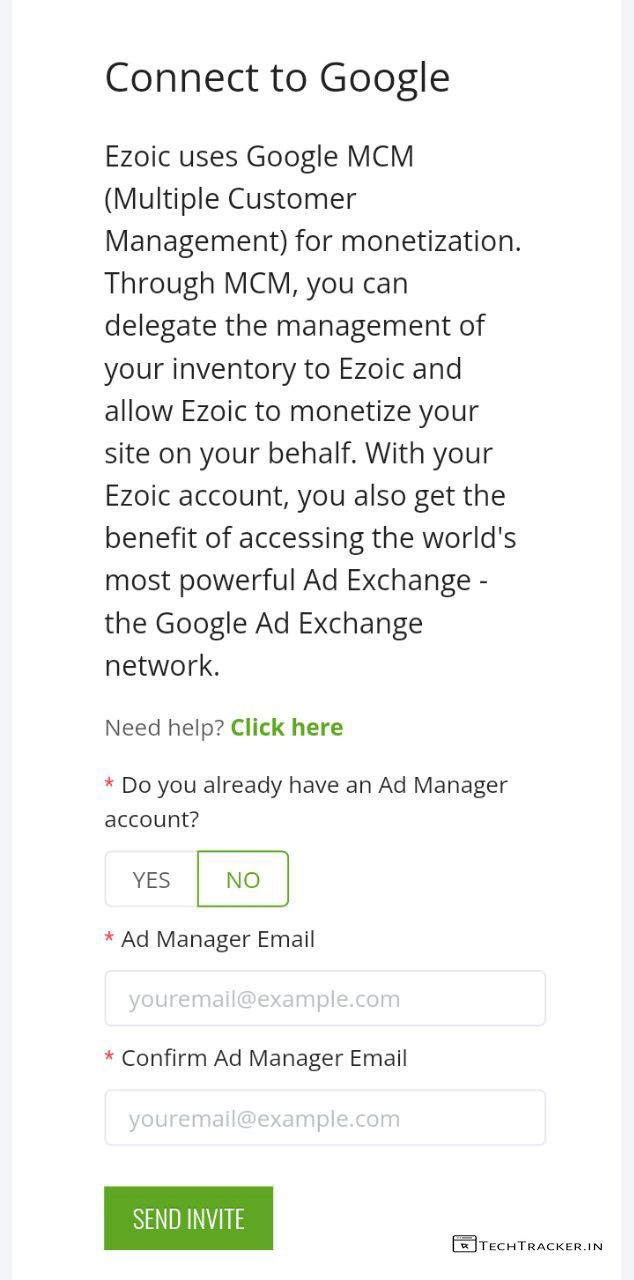 Connect to Google
Ezoic uses Google MCM
(Multiple Customer
Management) for monetization.
Through MCM, you can
delegate the management of
your inventory to Ezoic and
allow Ezoic to monetize your
site on your behalf. With your
Ezoic account, you also get the
benefit of accessing the world's
most powerful Ad Exchange -
the Google Ad Exchange
network.
Need help? Click here
* Do you already have an Ad Manager
account?
YES NO
* Ad Manager Email
youremail@example.com
* Confirm Ad Manager Email
youremail@example.com
SEND INVITE
TECHTRACKER.IN